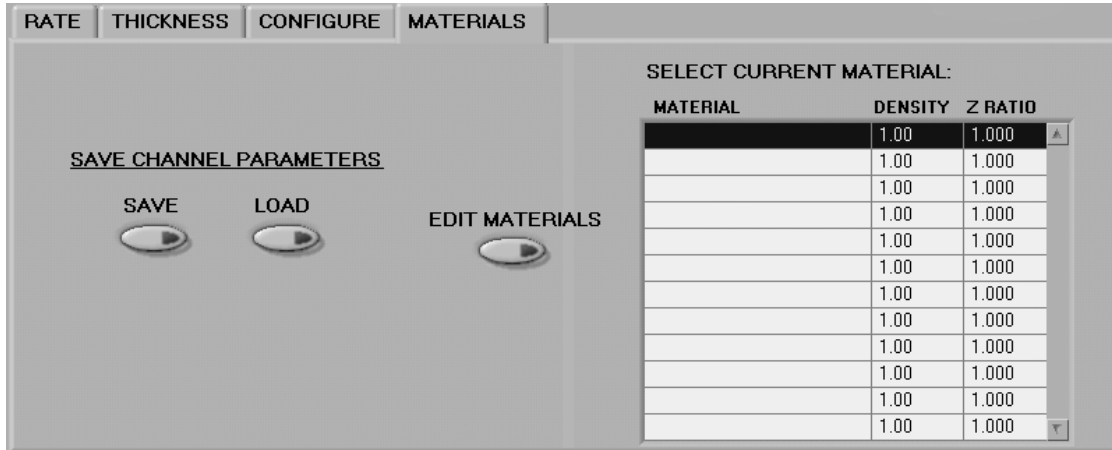 RATE THICKNESS CONFIGURE MATERIALS
SELECT CURRENT MATERIAL:
MATERIAL DENSITY Z RATIO
SAVE CHANNEL PARAMETERS
SAVE LOAD
EDIT MATERIALS
1.00 1.000
1.00 1.000
1.00 1.000
1.00 1.000
1.00 1.000
1.00 1.000
1.00 1.000
1.00 1.000
1.00 1.000
1.00 1.000
1.00 1.000
1.00 1.000